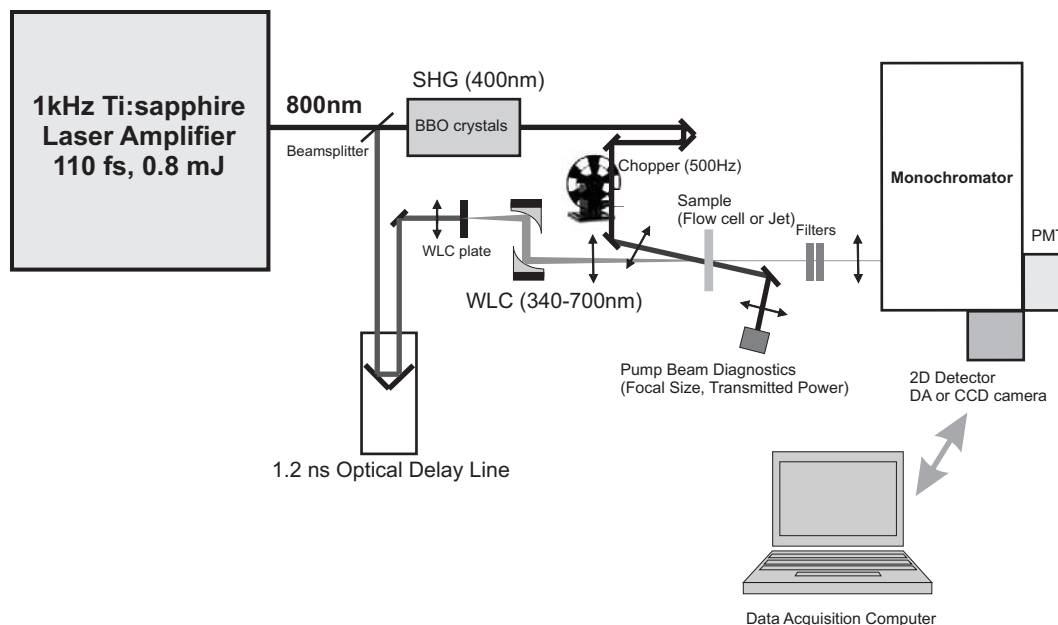 1kHz Ti:sapphire
Laser Amplifier
110 fs, 0.8 mJ
800nm
Beamsplitter
SHG (400nm)
BBO crystals
Chopper (500Hz)
Sample
(Flow cell or Jet)
Filters
Monochromator
PMT
WLC plate
WLC (340-700nm)
Pump Beam Diagnostics
(Focal Size, Transmitted Power)
2D Detector
DA or CCD camera
1.2 ns Optical Delay Line
Data Acquisition Computer